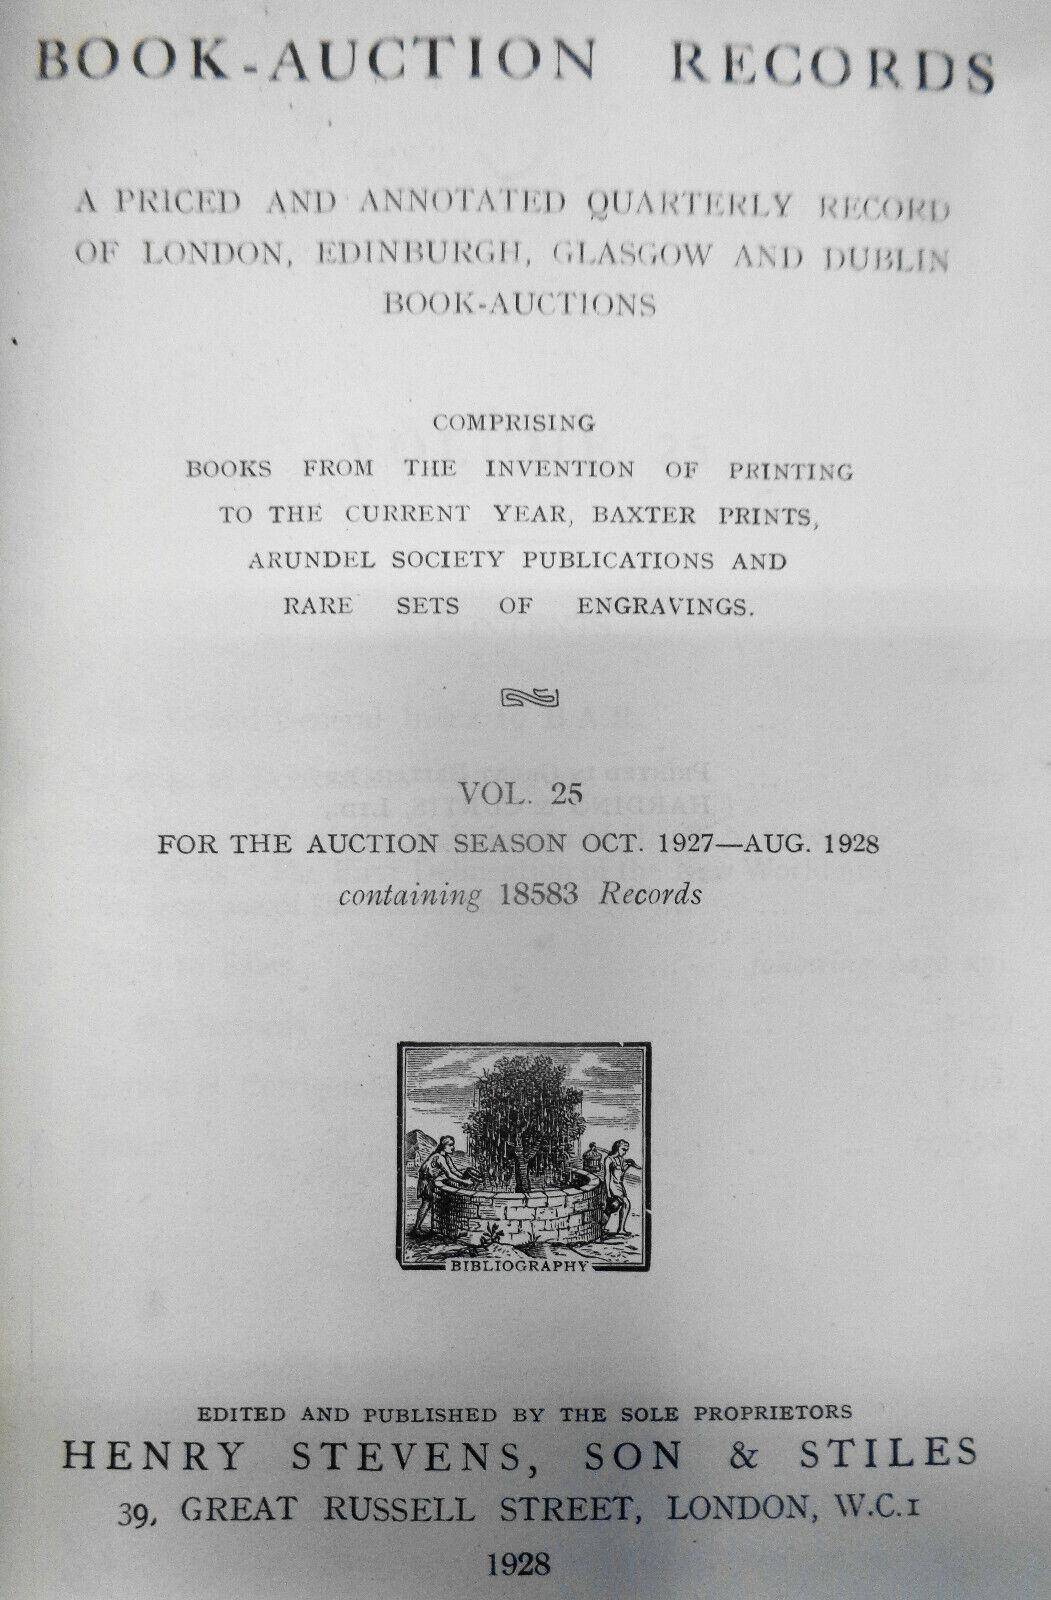 BOOK-AUCTION RECORDS
A PRICED AND ANNOTATED QUARTERLY RECORD
OF LONDON, EDINBURGH, GLASGOW AND DUBLIN
BOOK-AUCTIONS
COMPRISING
BOOKS FROM THE INVENTION OF PRINTING
TO THE CURRENT YEAR, BAXTER PRINTS,
ARUNDEL SOCIETY PUBLICATIONS AND
RARE SETS OF ENGRAVINGS.
VOL. 25
FOR THE AUCTION SEASON OCT. 1927—AUG. 1928
containing 18583 Records
BIBLIOGRAPHY
EDITED AND PUBLISHED BY THE SOLE PROPRIETORS
HENRY STEVENS, SON & STILES
39, GREAT RUSSELL STREET, LONDON, W.C.1
1928